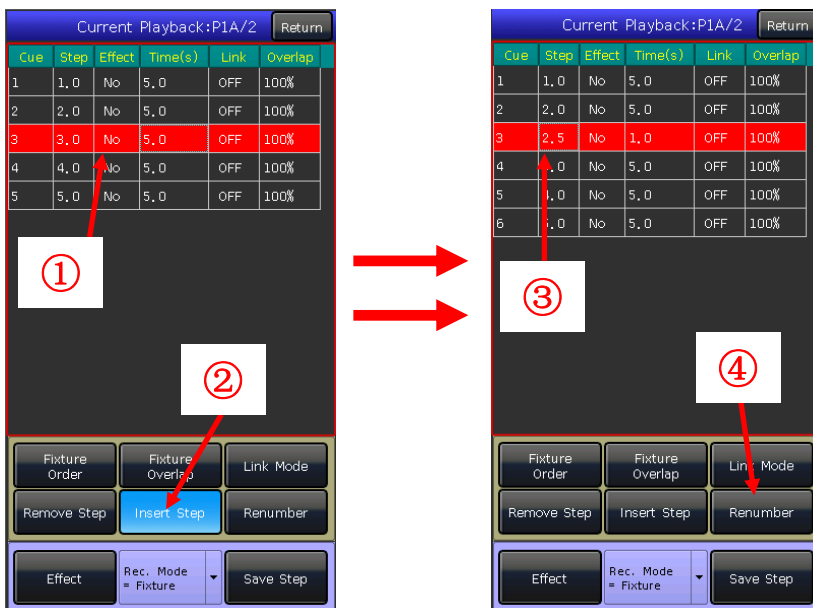 Current Playback:P1A/2 Return
Cue Step Effect Time(s) Link Overlap
1 1.0 No 5.0 OFF 100%
2 2.0 No 5.0 OFF 100%
3 3.0 No 5.0 OFF 100%
4 4.0 No 5.0 OFF 100%
5 5.0 No 5.0 OFF 100%
①
②
Fixture
Order
Fixture
Overlap
Link Mode
Remove Step
Insert Step
Renumber
Effect
Rec. Mode
= Fixture
Save Step
Current Playback:P1A/2 Return
Cue Step Effect Time(s) Link Overlap
1 1.0 No 5.0 OFF 100%
2 2.0 No 5.0 OFF 100%
3 2.5 No 1.0 OFF 100%
4 No 5.0 OFF 100%
5 4.0 No 5.0 OFF 100%
6 No 5.0 OFF 100%
③
④
Fixture
Order
Fixture
Overlap
Link Mode
Remove Step
Insert Step
Renumber
Effect
Rec. Mode
= Fixture
Save Step